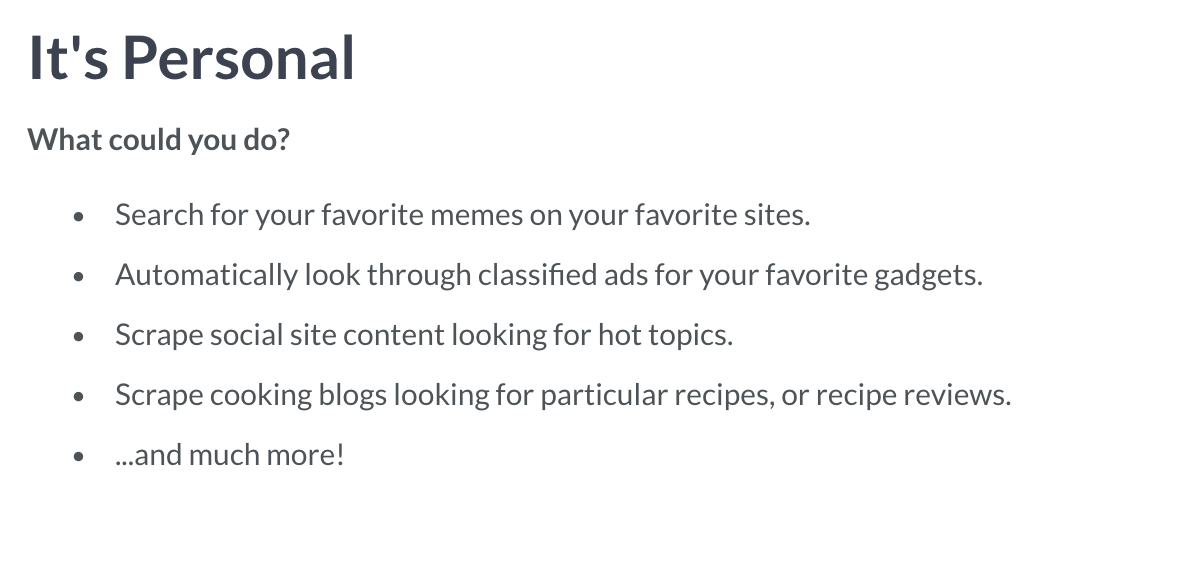 It's Personal
What could you do?
• Search for your favorite memes on your favorite sites.
• Automatically look through classified ads for your favorite gadgets.
• Scrape social site content looking for hot topics.
• Scrape cooking blogs looking for particular recipes, or recipe reviews.
• ...and much more!